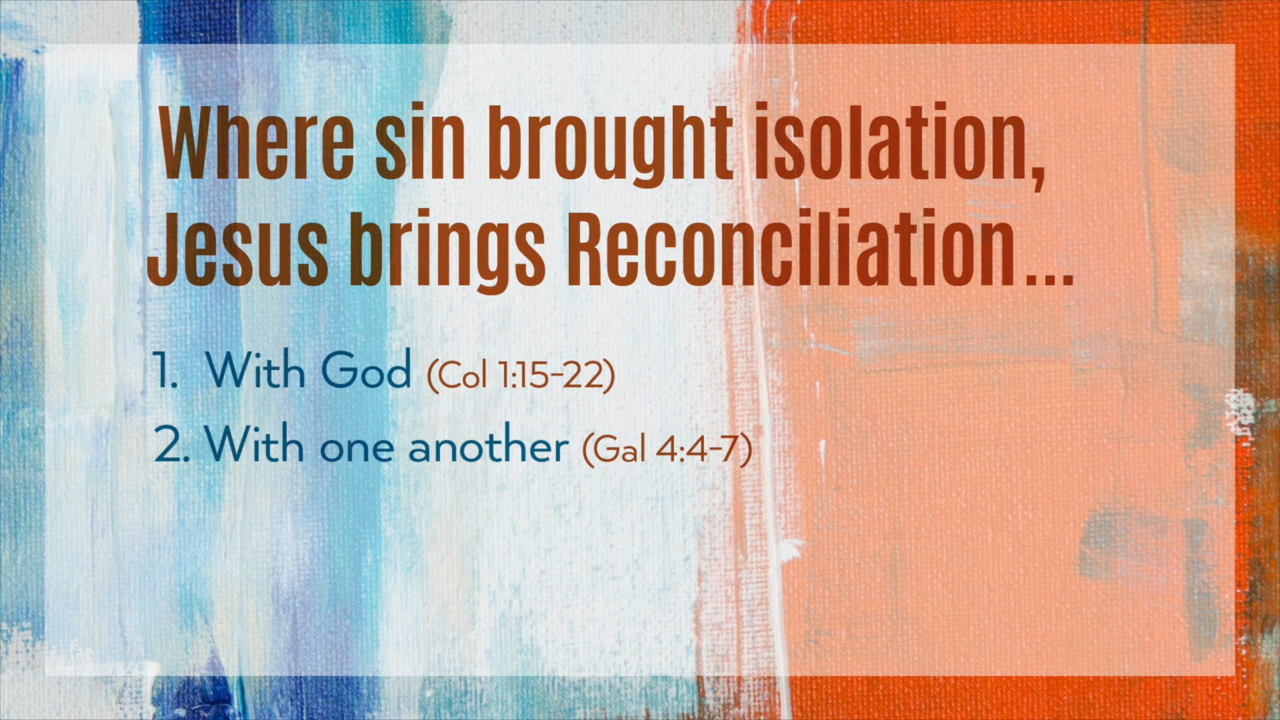 Where sin brought isolation,
Jesus brings Reconciliation...
1. With God (Col 1:15-22)
2. With one another (Gal 4:4-7)